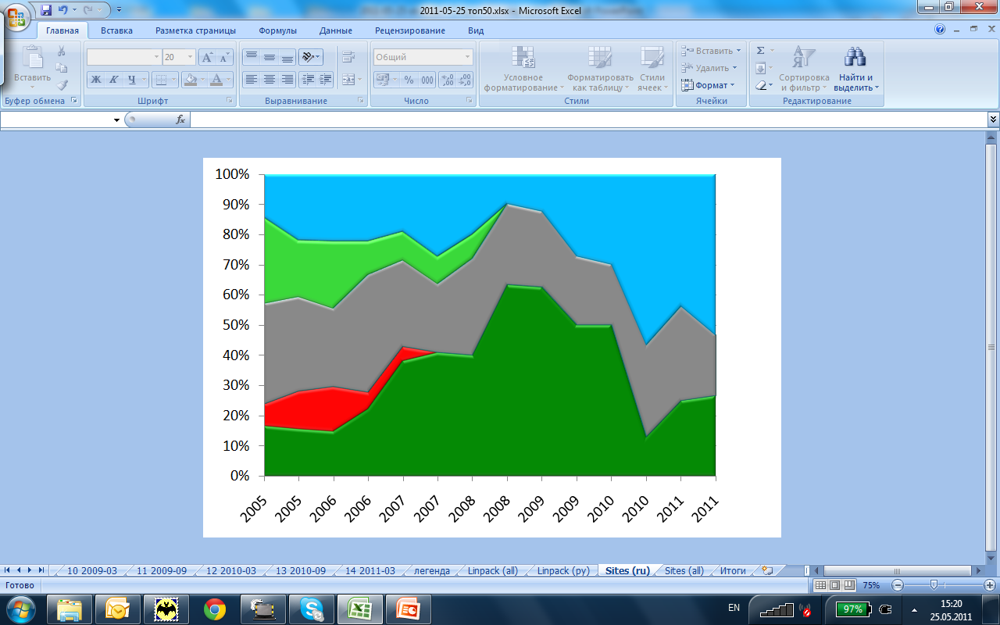 2011-05-25 топ50.xlsx - Microsoft Excel
Главная Вставка Разметка страницы Формулы Данные Рецензирование Вид
Вставить
20
Ж К Ч
Общий
% 000
Условное форматирование
Форматировать как таблицу
Стили ячеек
Вставить
Удалить
Формат
Сортировка и фильтр
Найти и выделить
Буфер обмена Шрифт Выравнивание Число Стили Ячейки Редактирование
fx
100%
90%
80%
70%
60%
50%
40%
30%
20%
10%
0%
2005 2005 2006 2006 2007 2007 2008 2008 2009 2009 2010 2010 2011 2011
10 2009-03 11 2009-09 12 2010-03 13 2010-09 14 2011-03 легенда Linpack (all) Linpack (ру) Sites (ru) Sites (all) Итоги
Готово 75%
EN 97% 15:20
25.05.2011